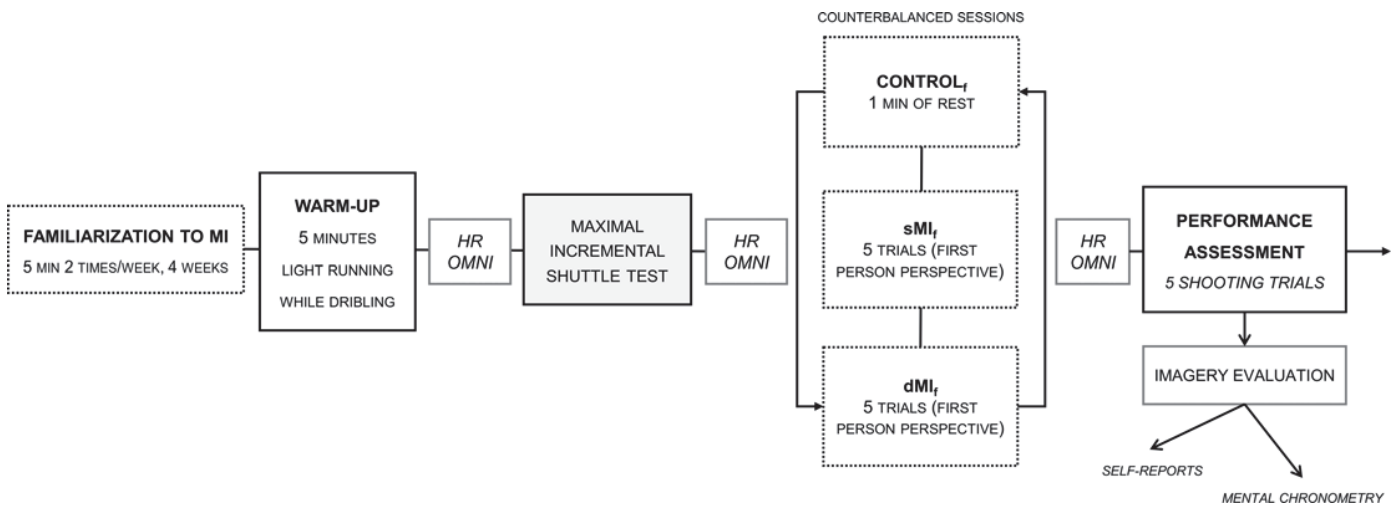 COUNTERBALANCED SESSIONS
FAMILIARIZATION TO MI
5 MIN 2 TIMES/WEEK, 4 WEEKS
WARM-UP
5 MINUTES
LIGHT RUNNING
WHILE DRIBLING
HR
OMNI
MAXIMAL
INCREMENTAL
SHUTTLE TEST
HR
OMNI
CONTROLf
1 MIN OF REST
sMIf
5 TRIALS (FIRST
PERSON PERSPECTIVE)
dMIf
5 TRIALS (FIRST
PERSON PERSPECTIVE)
HR
OMNI
PERFORMANCE
ASSESSMENT
5 SHOOTING TRIALS
IMAGERY EVALUATION
SELF-REPORTS
MENTAL CHRONOMETRY